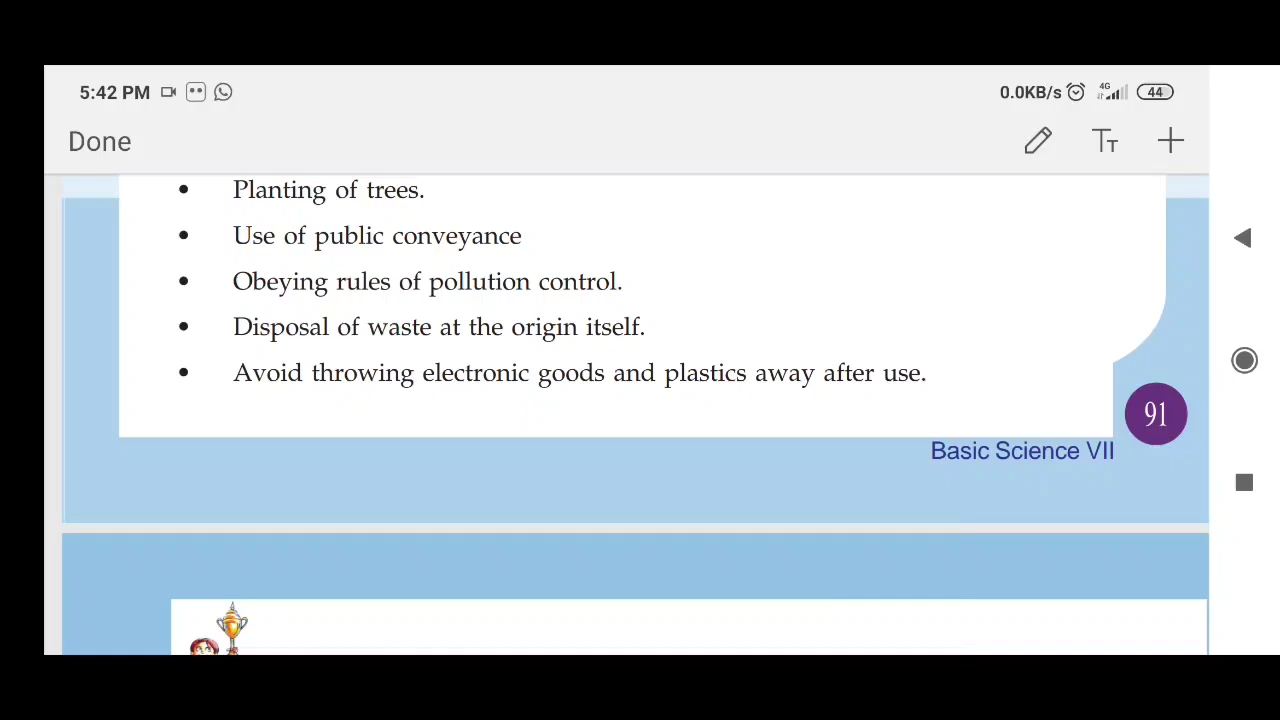 5:42 PM 0.0KB/s 4G 44
Done TT
• Planting of trees.
• Use of public conveyance
• Obeying rules of pollution control.
• Disposal of waste at the origin itself.
• Avoid throwing electronic goods and plastics away after use.
91
Basic Science VII